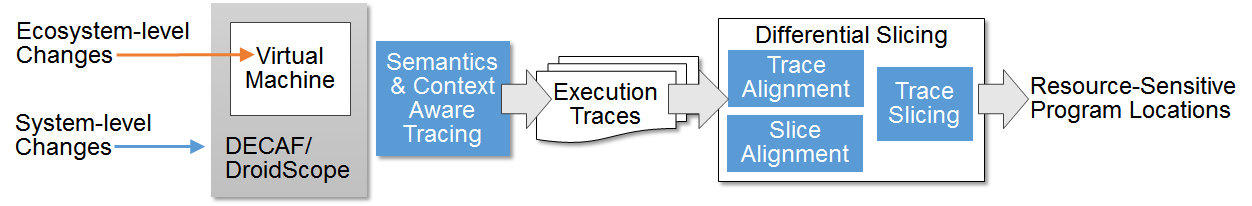 Ecosystem-level
Changes
Virtual
Machine
System-level
Changes
DECAF/
DroidScope
Semantics
& Context
Aware
Tracing
Execution
Traces
Differential Slicing
Trace
Alignment
Slice
Alignment
Trace
Slicing
Resource-Sensitive
Program Locations